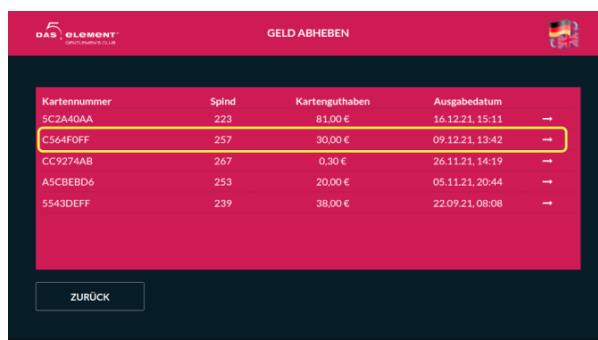 5
DAS ELEMENT
GENTLEMEN'S CLUB
GELD ABHEBEN
Kartennummer Spind Kartenguthaben Ausgabedatum
5C2A40AA 223 81,00 € 16.12.21, 15:11 →
C564F0FF 257 30,00 € 09.12.21, 13:42 →
CC9274AB 267 0,30 € 26.11.21, 14:19 →
A5CBEBD6 253 20,00 € 05.11.21, 20:44 →
5543DEFF 239 38,00 € 22.09.21, 08:08 →
ZURÜCK